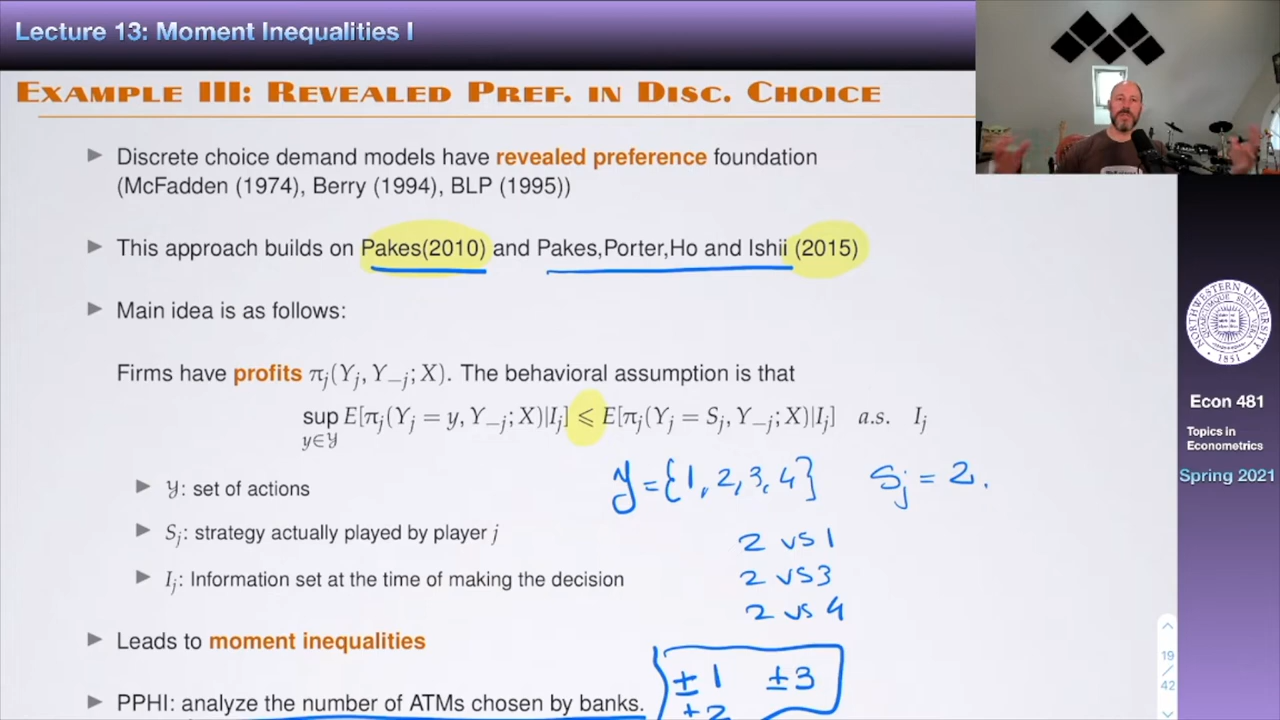 Lecture 13: Moment Inequalities I
EXAMPLE III: REVEALED PREF. IN DISC. CHOICE
Discrete choice demand models have revealed preference foundation
(McFadden (1974), Berry (1994), BLP (1995))
This approach builds on Pakes(2010) and Pakes,Porter,Ho and Ishii (2015)
Main idea is as follows:
Firms have profits πj(Yj, Y−j; X). The behavioral assumption is that
sup E[πj(Yj = y, Y−j; X)|Ij] ⩽ E[πj(Yj = Sj, Y−j; X)|Ij] a.s. Ij
y∈𝒴
𝒴 = {1, 2, 3, 4} Sj = 2.
𝒴: set of actions
2 vs 1
Sj: strategy actually played by player j
2 vs 3
Ij: Information set at the time of making the decision
2 vs 4
Leads to moment inequalities
± 1 ± 3
PPHI: analyze the number of ATMs chosen by banks.
± 2
NORTHWESTERN UNIVERSITY
1851
Econ 481
Topics in
Econometrics
Spring 2021
19
/
42